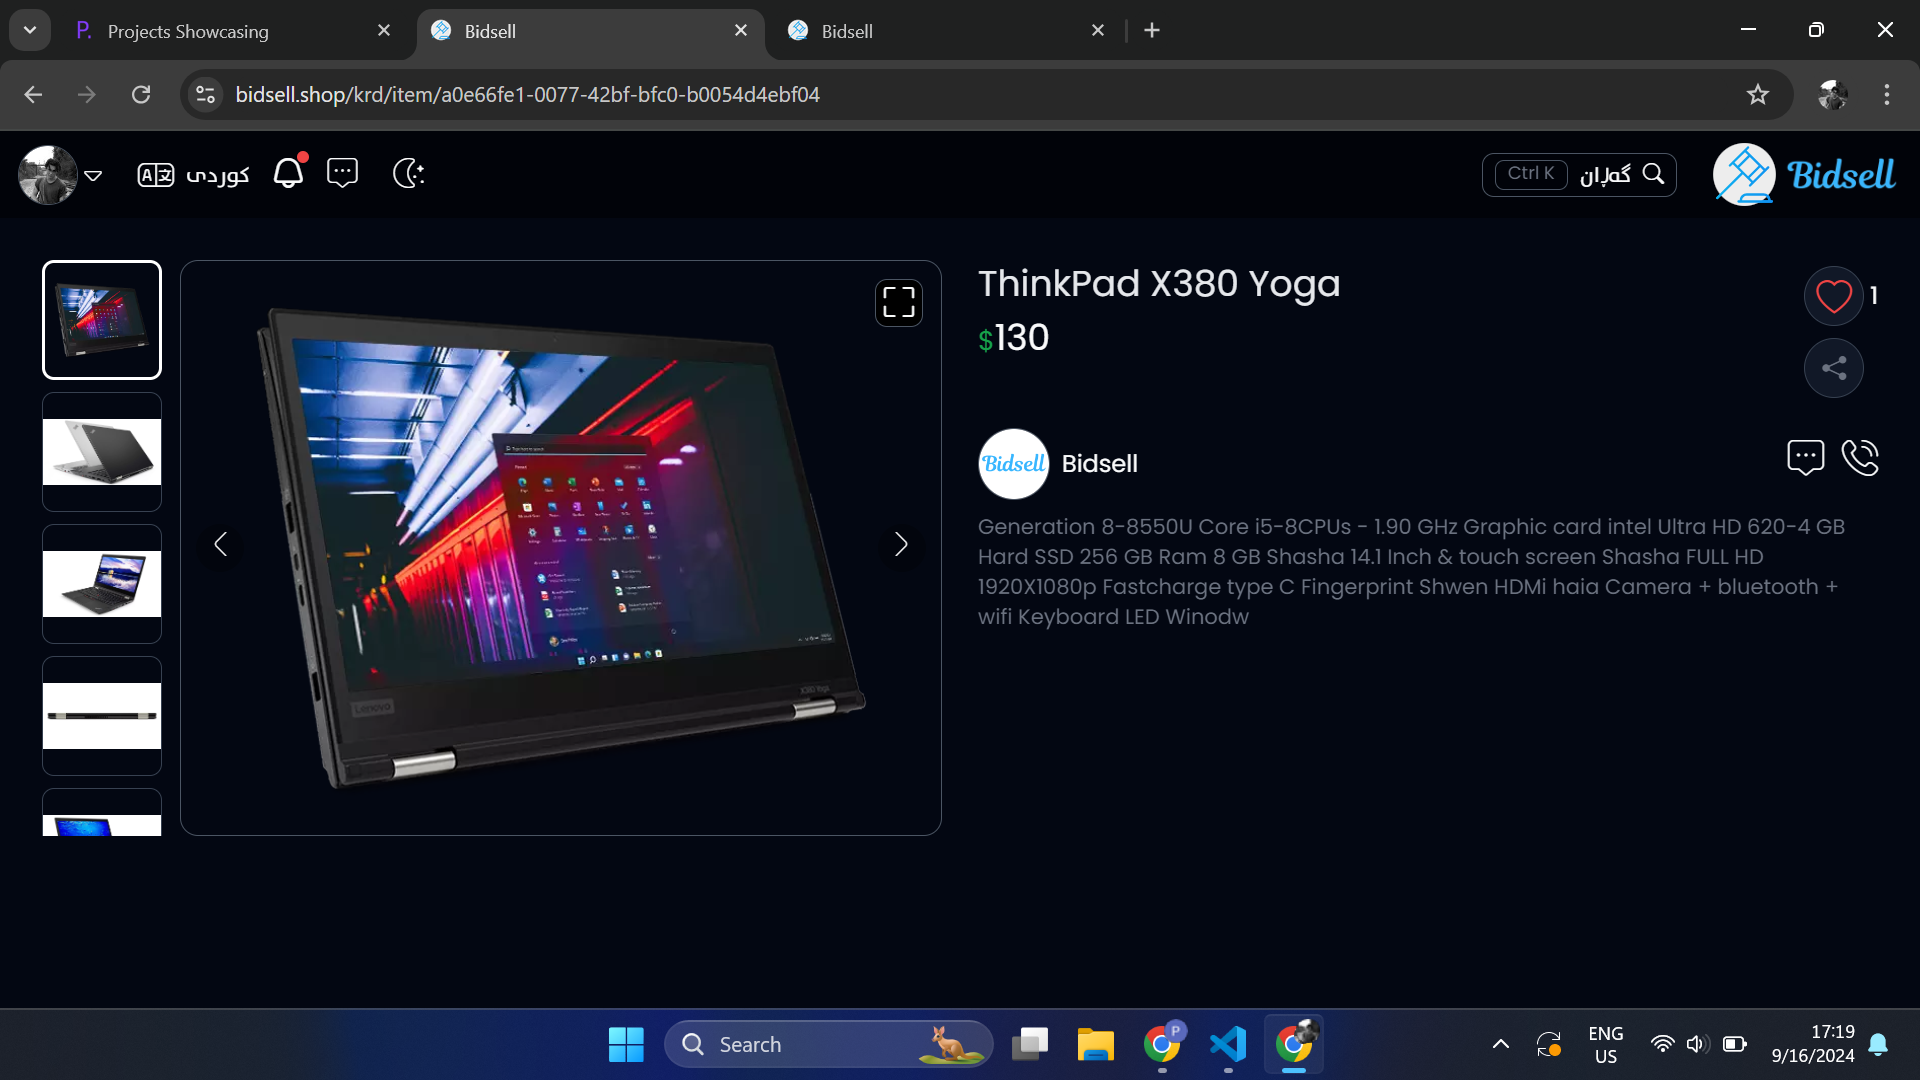 Projects Showcasing
Bidsell
Bidsell
bidsell.shop/krd/item/a0e66fe1-0077-42bf-bfc0-b0054d4ebf04
کوردی
Ctrl K
گەڕان
Bidsell
ThinkPad X380 Yoga
$130
Bidsell
Bidsell
Generation 8-8550U Core i5-8CPUs - 1.90 GHz Graphic card intel Ultra HD 620-4 GB
Hard SSD 256 GB Ram 8 GB Shasha 14.1 Inch & touch screen Shasha FULL HD
1920X1080p Fastcharge type C Fingerprint Shwen HDMi haia Camera + bluetooth +
wifi Keyboard LED Winodw
Lenovo
X380 Yoga
Search
ENG
US
17:19
9/16/2024